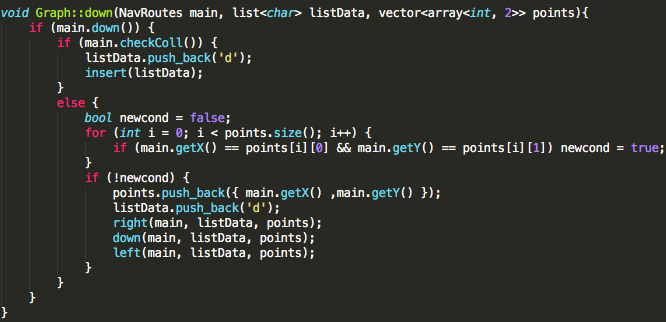 void Graph::down(NavRoutes main, list<char> listData, vector<array<int, 2>> points){
    if (main.down()) {
        if (main.checkColl()) {
            listData.push_back('d');
            insert(listData);
        }
        else {
            bool newcond = false;
            for (int i = 0; i < points.size(); i++) {
                if (main.getX() == points[i][0] && main.getY() == points[i][1]) newcond = true;
            }
            if (!newcond) {
                points.push_back({ main.getX() ,main.getY() });
                listData.push_back('d');
                right(main, listData, points);
                down(main, listData, points);
                left(main, listData, points);
            }
        }
    }
}